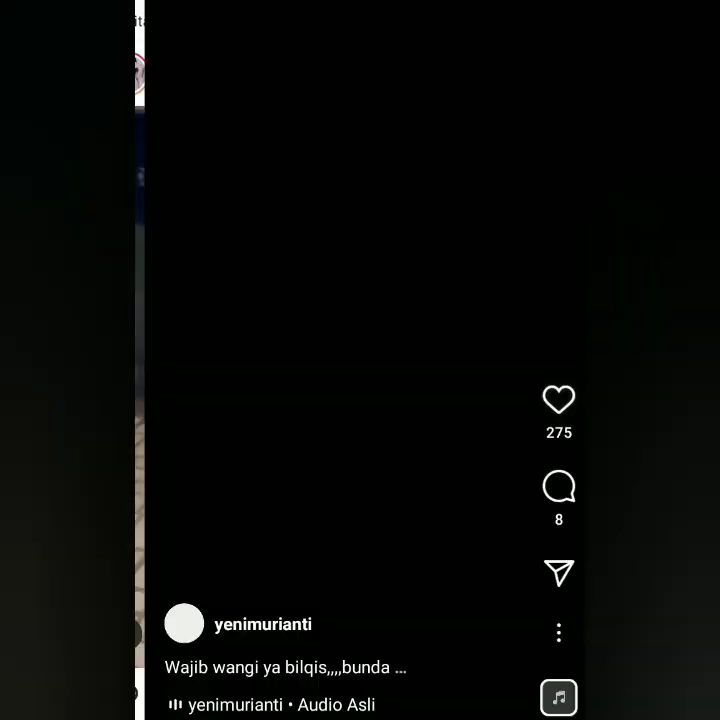 275
8
yenimurianti
Wajib wangi ya bilqis,,,,bunda ...
yenimurianti • Audio Asli